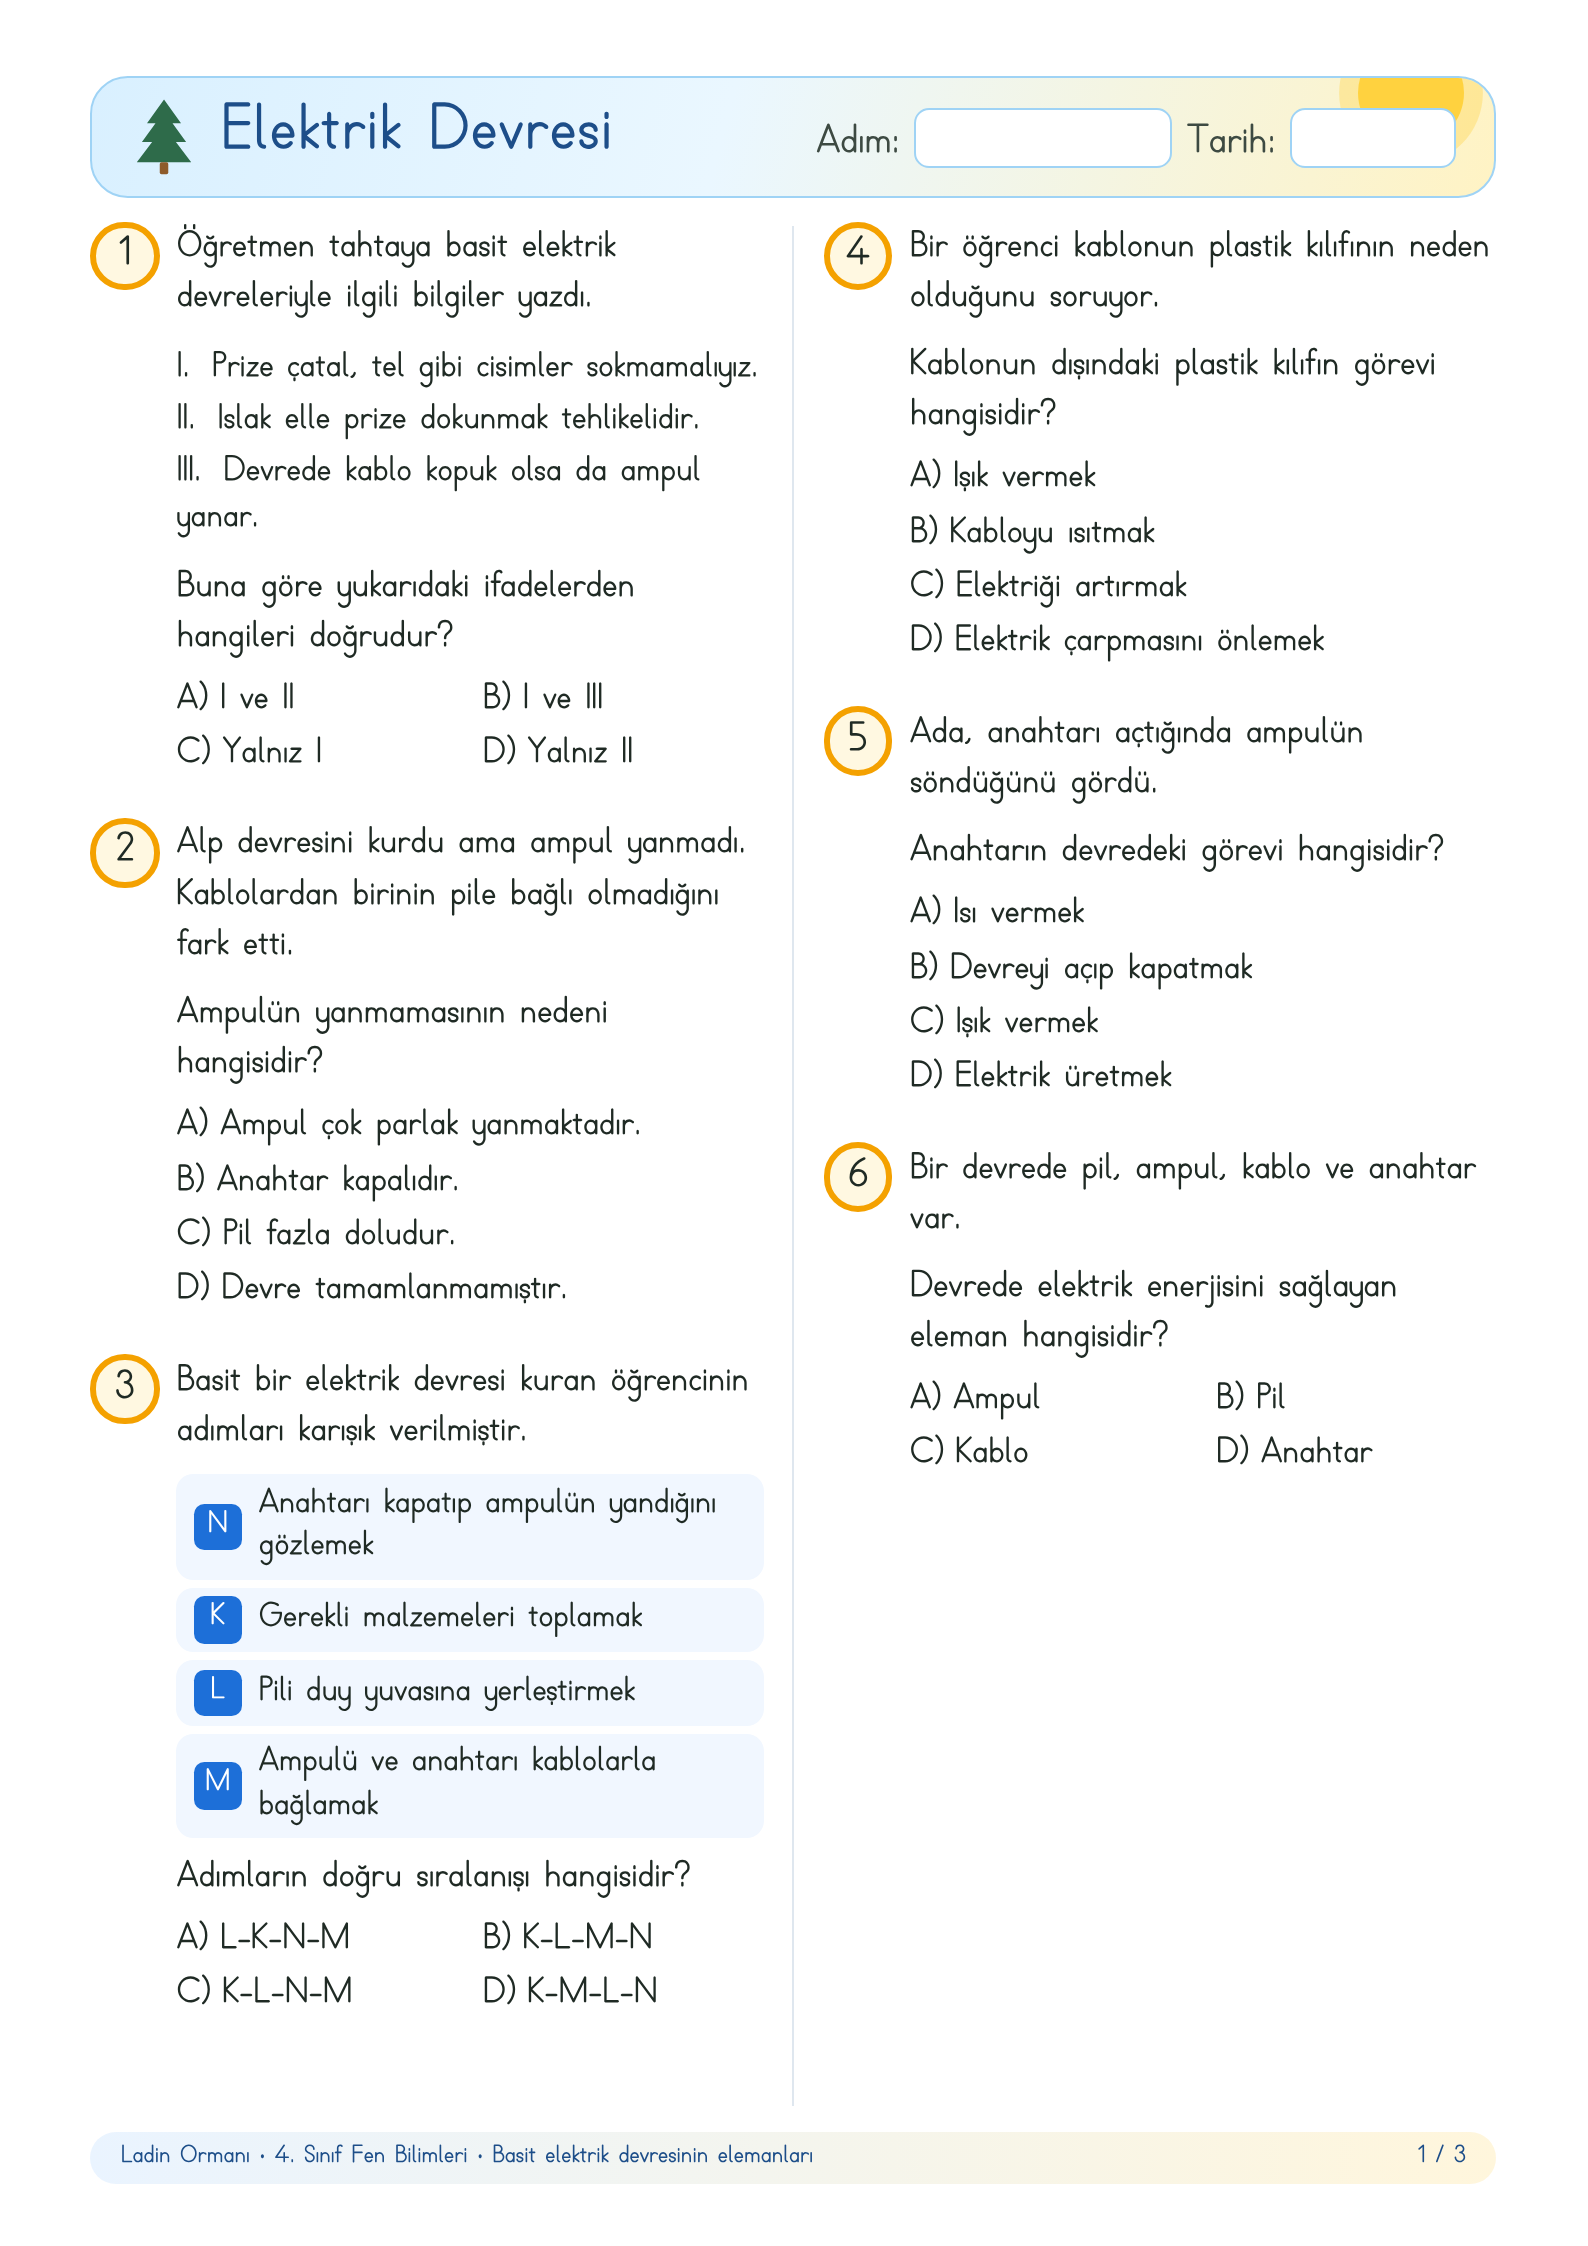 Elektrik Devresi
Adım:
Tarih:
1
Öğretmen tahtaya basit elektrik
devreleriyle ilgili bilgiler yazdı.
I. Prize çatal, tel gibi cisimler sokmamalıyız.
II. Islak elle prize dokunmak tehlikelidir.
III. Devrede kablo kopuk olsa da ampul
yanar.
Buna göre yukarıdaki ifadelerden
hangileri doğrudur?
A) I ve II
B) I ve III
C) Yalnız I
D) Yalnız II
2
Alp devresini kurdu ama ampul yanmadı.
Kablolardan birinin pile bağlı olmadığını
fark etti.
Ampulün yanmamasının nedeni
hangisidir?
A) Ampul çok parlak yanmaktadır.
B) Anahtar kapalıdır.
C) Pil fazla doludur.
D) Devre tamamlanmamıştır.
3
Basit bir elektrik devresi kuran öğrencinin
adımları karışık verilmiştir.
N
Anahtarı kapatıp ampulün yandığını
gözlemek
K
Gerekli malzemeleri toplamak
L
Pili duy yuvasına yerleştirmek
M
Ampulü ve anahtarı kablolarla
bağlamak
Adımların doğru sıralanışı hangisidir?
A) L-K-N-M
B) K-L-M-N
C) K-L-N-M
D) K-M-L-N
4
Bir öğrenci kablonun plastik kılıfının neden
olduğunu soruyor.
Kablonun dışındaki plastik kılıfın görevi
hangisidir?
A) Işık vermek
B) Kabloyu ısıtmak
C) Elektriği artırmak
D) Elektrik çarpmasını önlemek
5
Ada, anahtarı açtığında ampulün
söndüğünü gördü.
Anahtarın devredeki görevi hangisidir?
A) Isı vermek
B) Devreyi açıp kapatmak
C) Işık vermek
D) Elektrik üretmek
6
Bir devrede pil, ampul, kablo ve anahtar
var.
Devrede elektrik enerjisini sağlayan
eleman hangisidir?
A) Ampul
B) Pil
C) Kablo
D) Anahtar
Ladin Ormanı • 4. Sınıf Fen Bilimleri • Basit elektrik devresinin elemanları
1 / 3